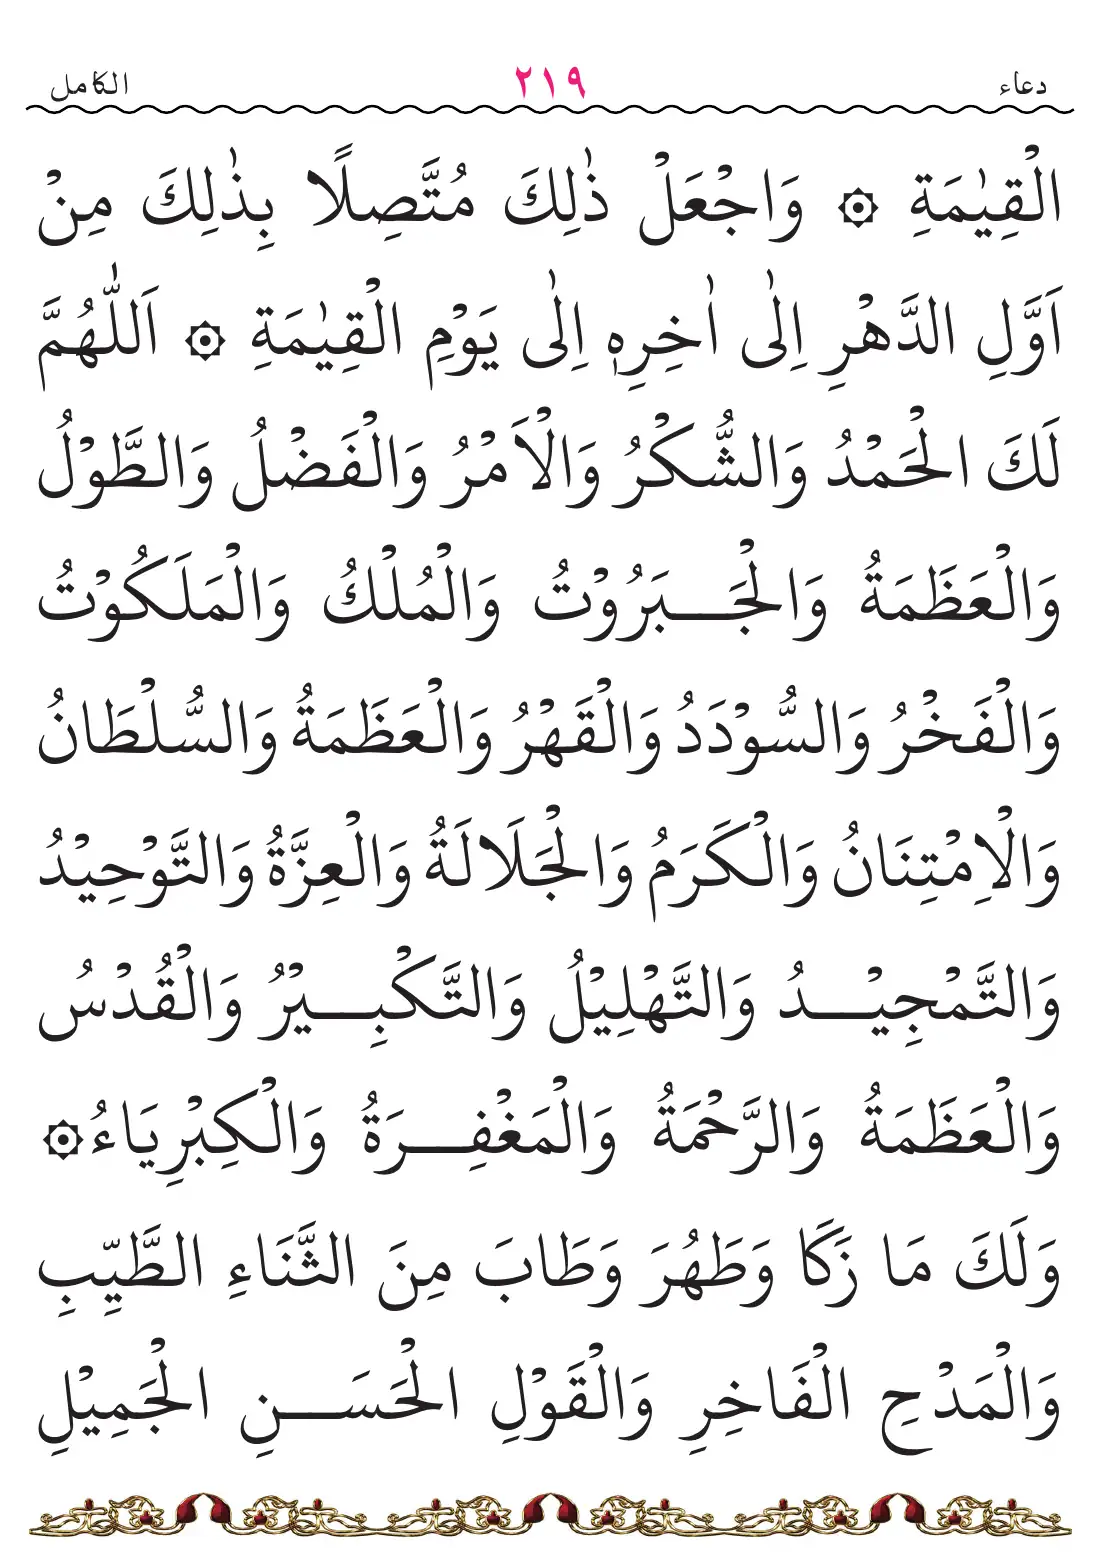 دعاء ٢١٩ الكامل
الْقِيٰمَةِ ۞ وَاجْعَلْ ذٰلِكَ مُتَّصِلًا بِذٰلِكَ مِنْ
اَوَّلِ الدَّهْرِ اِلٰى اٰخِرِهٖ اِلٰى يَوْمِ الْقِيٰمَةِ ۞ اَللّٰهُمَّ
لَكَ الْحَمْدُ وَالشُّكْرُ وَالْاَمْرُ وَالْفَضْلُ وَالطَّوْلُ
وَالْعَظَمَةُ وَالْجَبَرُوْتُ وَالْمُلْكُ وَالْمَلَكُوْتُ
وَالْفَخْرُ وَالسُّوْدَدُ وَالْقَهْرُ وَالْعَظَمَةُ وَالسُّلْطَانُ
وَالْاِمْتِنَانُ وَالْكَرَمُ وَالْجَلَالَةُ وَالْعِزَّةُ وَالتَّوْحِيْدُ
وَالتَّمْجِيْدُ وَالتَّهْلِيْلُ وَالتَّكْبِيْرُ وَالْقُدْسُ
وَالْعَظَمَةُ وَالرَّحْمَةُ وَالْمَغْفِرَةُ وَالْكِبْرِيَاءُ ۞
وَلَكَ مَا زَكَا وَطَهُرَ وَطَابَ مِنَ الثَّنَاءِ الطَّيِّبِ
وَالْمَدْحِ الْفَاخِرِ وَالْقَوْلِ الْحَسَنِ الْجَمِيْلِ